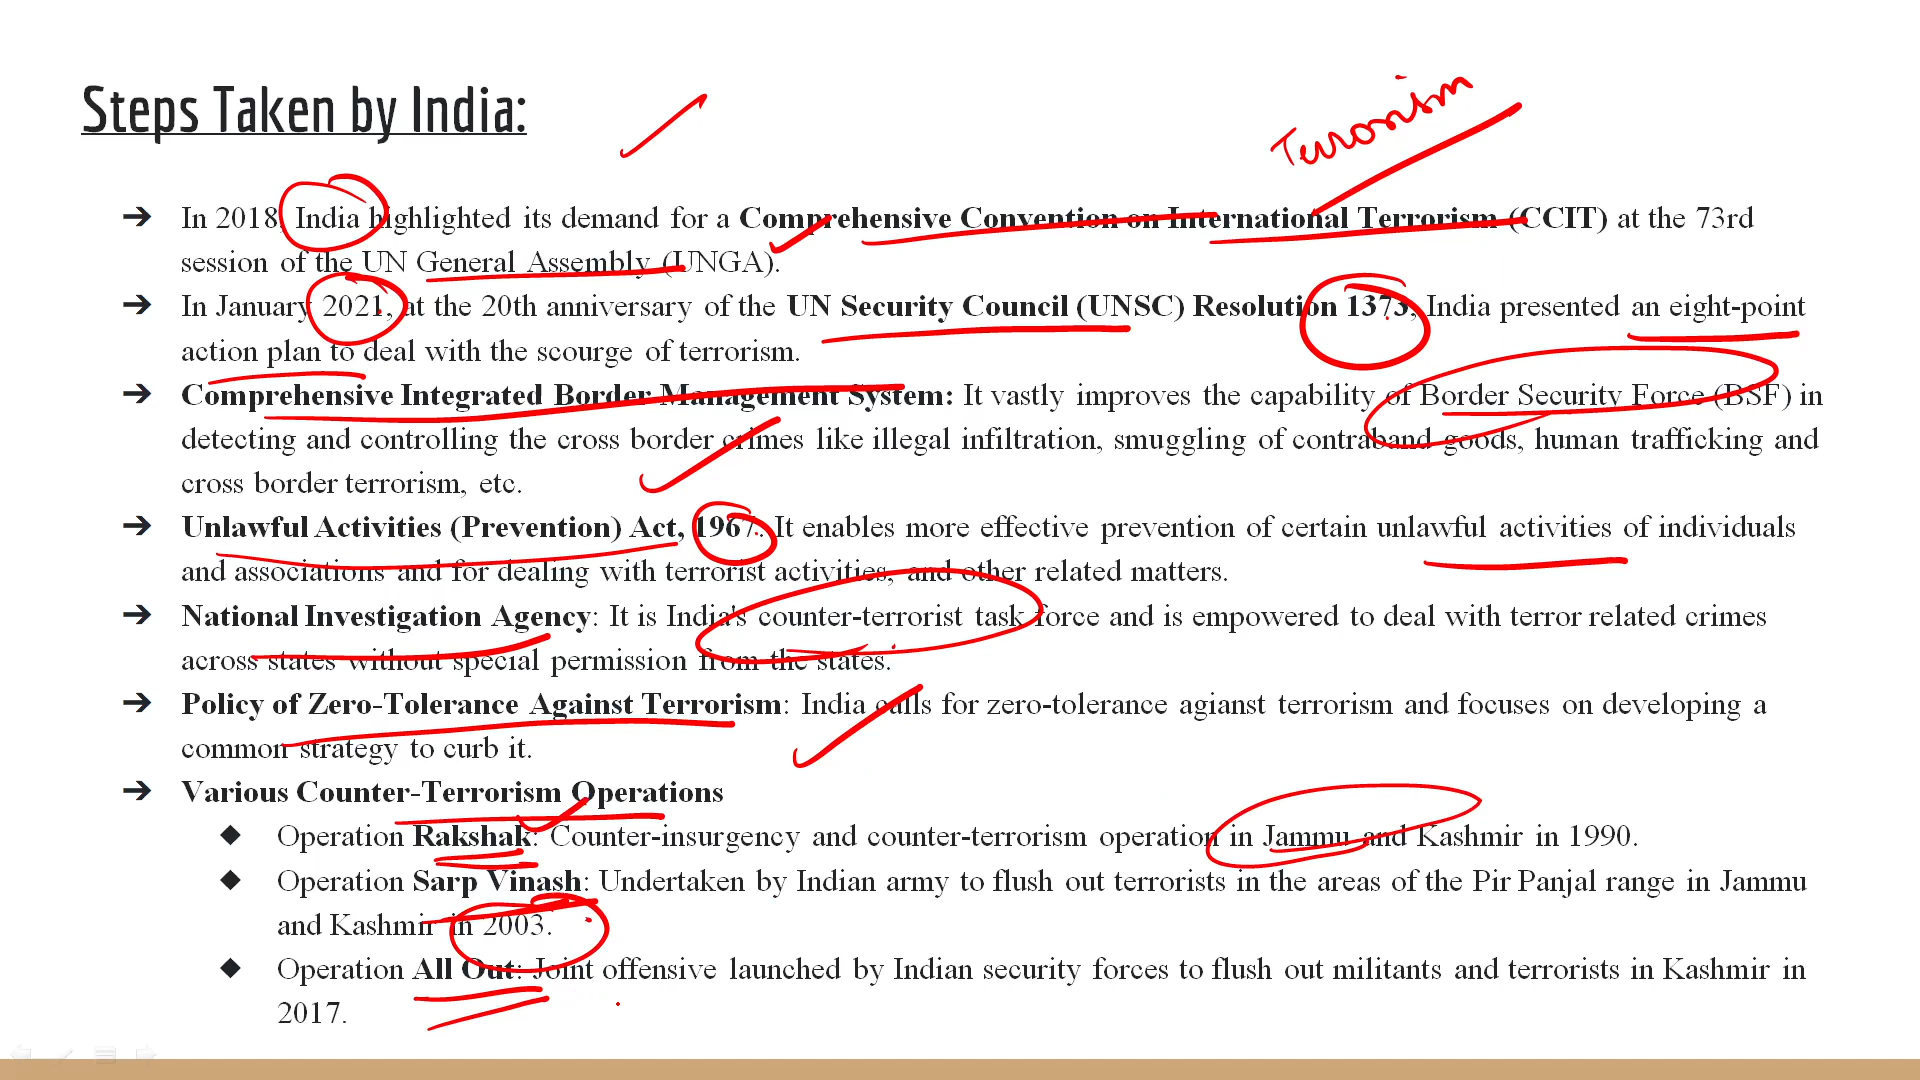 Terrorism
Steps Taken by India:
➔ In 2018, India highlighted its demand for a Comprehensive Convention on International Terrorism (CCIT) at the 73rd
session of the UN General Assembly (UNGA).
➔ In January 2021, at the 20th anniversary of the UN Security Council (UNSC) Resolution 1373, India presented an eight-point
action plan to deal with the scourge of terrorism.
➔ Comprehensive Integrated Border Management System: It vastly improves the capability of Border Security Force (BSF) in
detecting and controlling the cross border crimes like illegal infiltration, smuggling of contraband goods, human trafficking and
cross border terrorism, etc.
➔ Unlawful Activities (Prevention) Act, 1967: It enables more effective prevention of certain unlawful activities of individuals
and associations and for dealing with terrorist activities, and other related matters.
➔ National Investigation Agency: It is India's counter-terrorist task force and is empowered to deal with terror related crimes
across states without special permission from the states.
➔ Policy of Zero-Tolerance Against Terrorism: India calls for zero-tolerance agianst terrorism and focuses on developing a
common strategy to curb it.
➔ Various Counter-Terrorism Operations
◆ Operation Rakshak: Counter-insurgency and counter-terrorism operation in Jammu and Kashmir in 1990.
◆ Operation Sarp Vinash: Undertaken by Indian army to flush out terrorists in the areas of the Pir Panjal range in Jammu
and Kashmir in 2003.
◆ Operation All Out: Joint offensive launched by Indian security forces to flush out militants and terrorists in Kashmir in
2017.